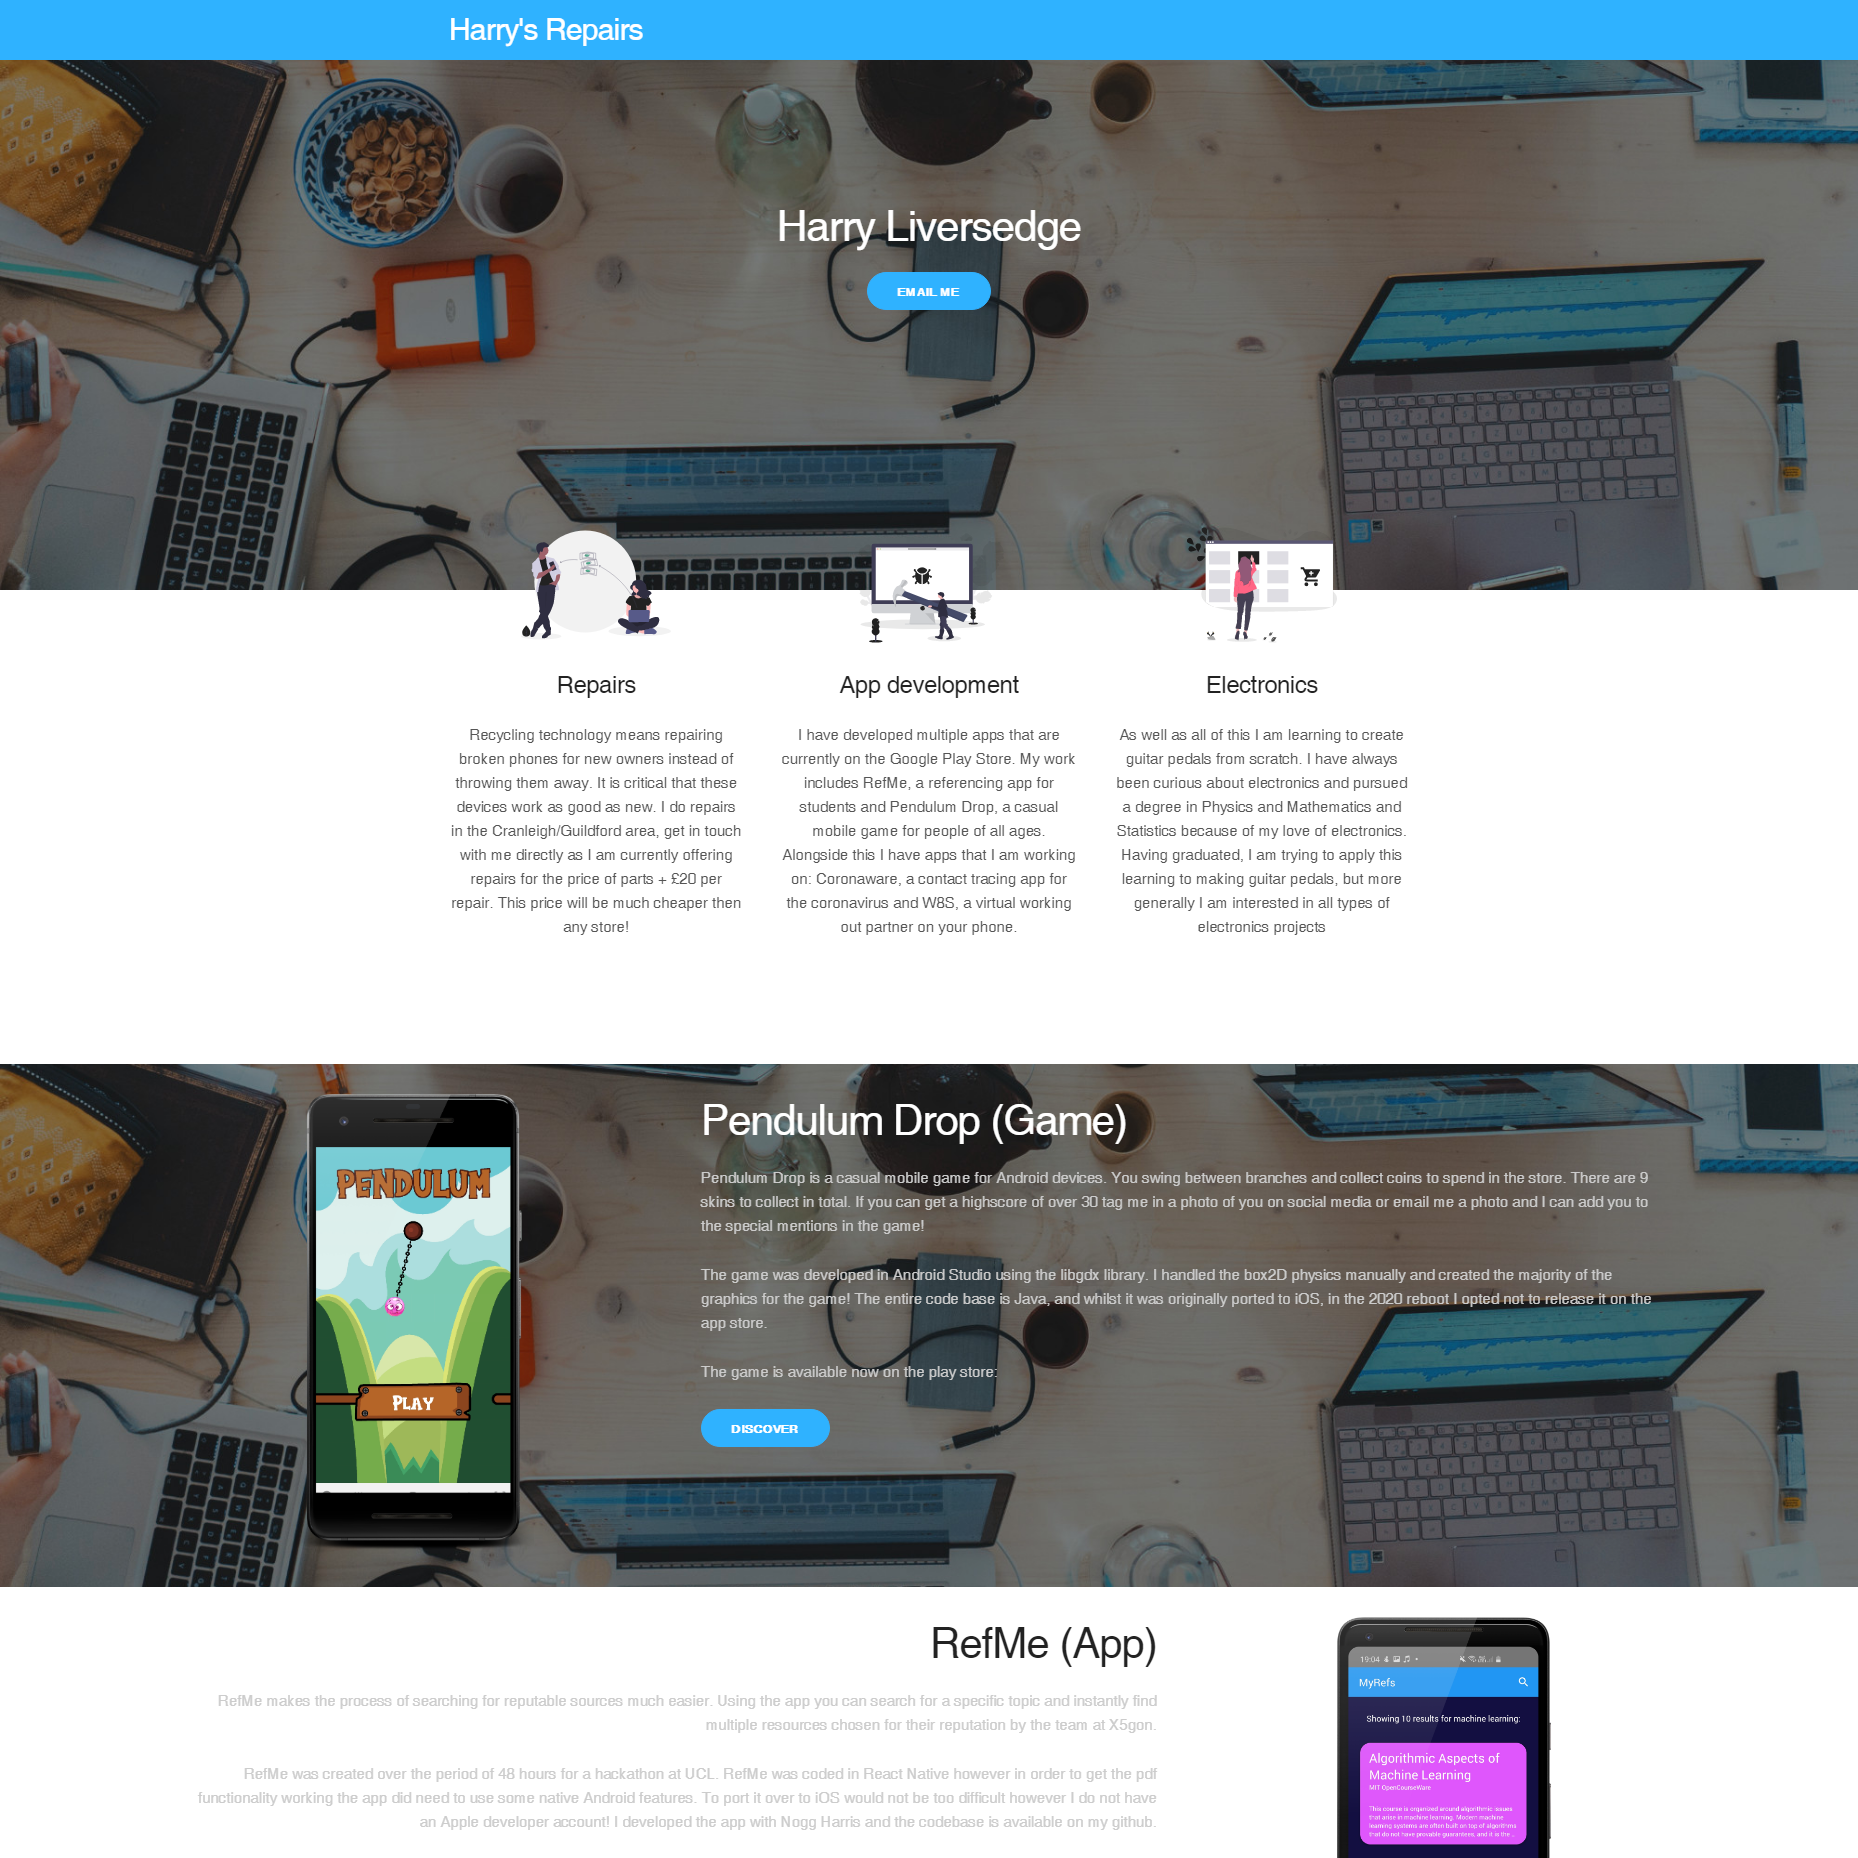 Harry's Repairs
Harry Liversedge
EMAIL ME
Repairs
Recycling technology means repairing
broken phones for new owners instead of
throwing them away. It is critical that these
devices work as good as new. I do repairs
in the Cranleigh/Guildford area, get in touch
with me directly as I am currently offering
repairs for the price of parts + £20 per
repair. This price will be much cheaper then
any store!
App development
I have developed multiple apps that are
currently on the Google Play Store. My work
includes RefMe, a referencing app for
students and Pendulum Drop, a casual
mobile game for people of all ages.
Alongside this I have apps that I am working
on: Coronaware, a contact tracing app for
the coronavirus and W8S, a virtual working
out partner on your phone.
Electronics
As well as all of this I am learning to create
guitar pedals from scratch. I have always
been curious about electronics and pursued
a degree in Physics and Mathematics and
Statistics because of my love of electronics.
Having graduated, I am trying to apply this
learning to making guitar pedals, but more
generally I am interested in all types of
electronics projects
PENDULUM
PLAY
Pendulum Drop (Game)
Pendulum Drop is a casual mobile game for Android devices. You swing between branches and collect coins to spend in the store. There are 9
skins to collect in total. If you can get a highscore of over 30 tag me in a photo of you on social media or email me a photo and I can add you to
the special mentions in the game!
The game was developed in Android Studio using the libgdx library. I handled the box2D physics manually and created the majority of the
graphics for the game! The entire code base is Java, and whilst it was originally ported to iOS, in the 2020 reboot I opted not to release it on the
app store.
The game is available now on the play store:
DISCOVER
RefMe (App)
RefMe makes the process of searching for reputable sources much easier. Using the app you can search for a specific topic and instantly find
multiple resources chosen for their reputation by the team at X5gon.
RefMe was created over the period of 48 hours for a hackathon at UCL. RefMe was coded in React Native however in order to get the pdf
functionality working the app did need to use some native Android features. To port it over to iOS would not be too difficult however I do not have
an Apple developer account! I developed the app with Nogg Harris and the codebase is available on my github.
19:04
MyRefs
Showing 10 results for machine learning:
Algorithmic Aspects of
Machine Learning
MIT OpenCourseWare
This course is organized around algorithmic issues
that arise in machine learning. Modern machine
learning systems are often built on top of algorithms
that do not have provable guarantees, and it is the ...